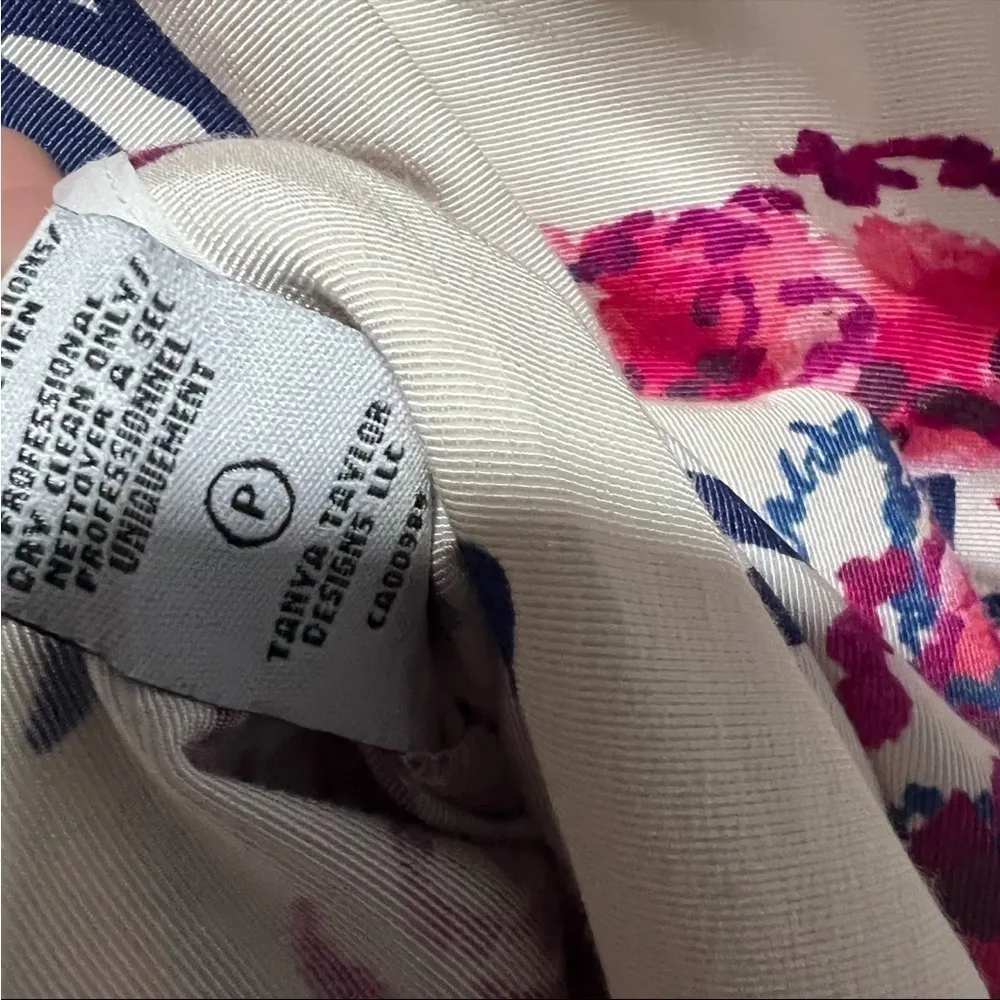 PROFESSIONAL
DRY CLEAN ONLY/
NETTOYER A SEC
PROFESSIONNEL
UNIQUEMENT
P
TANYA TAYLOR
DESIGNS LLC